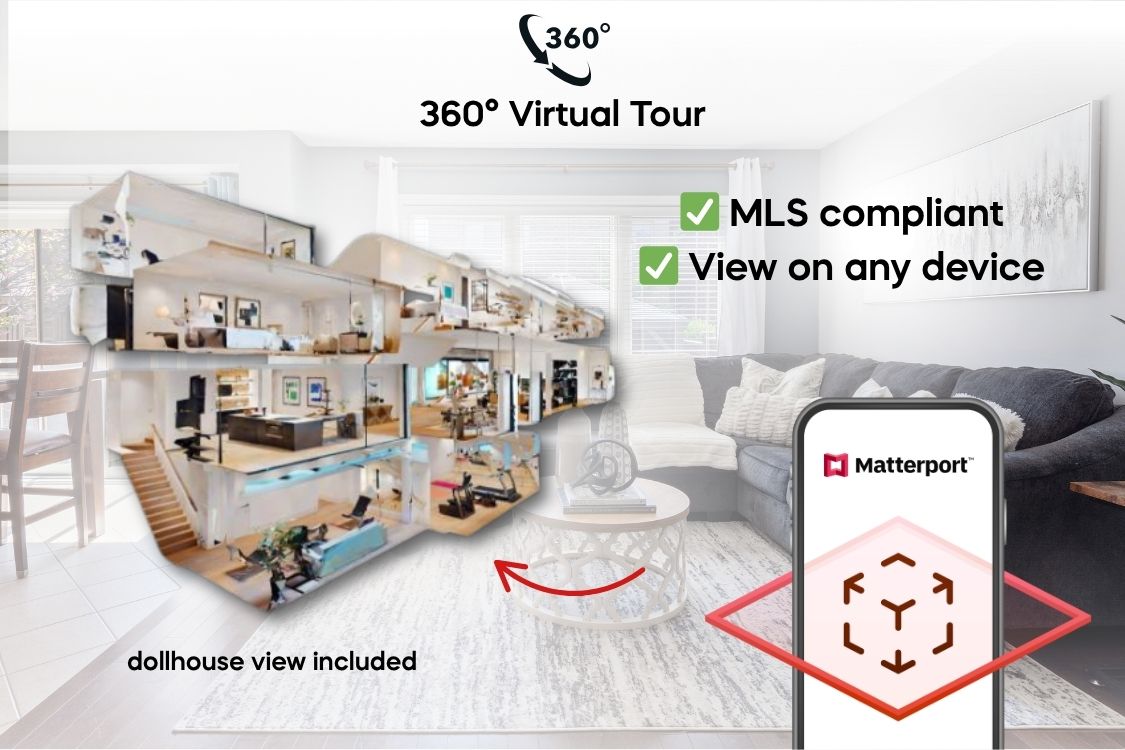 360°
360° Virtual Tour
✅ MLS compliant
✅ View on any device
Matterport™
dollhouse view included